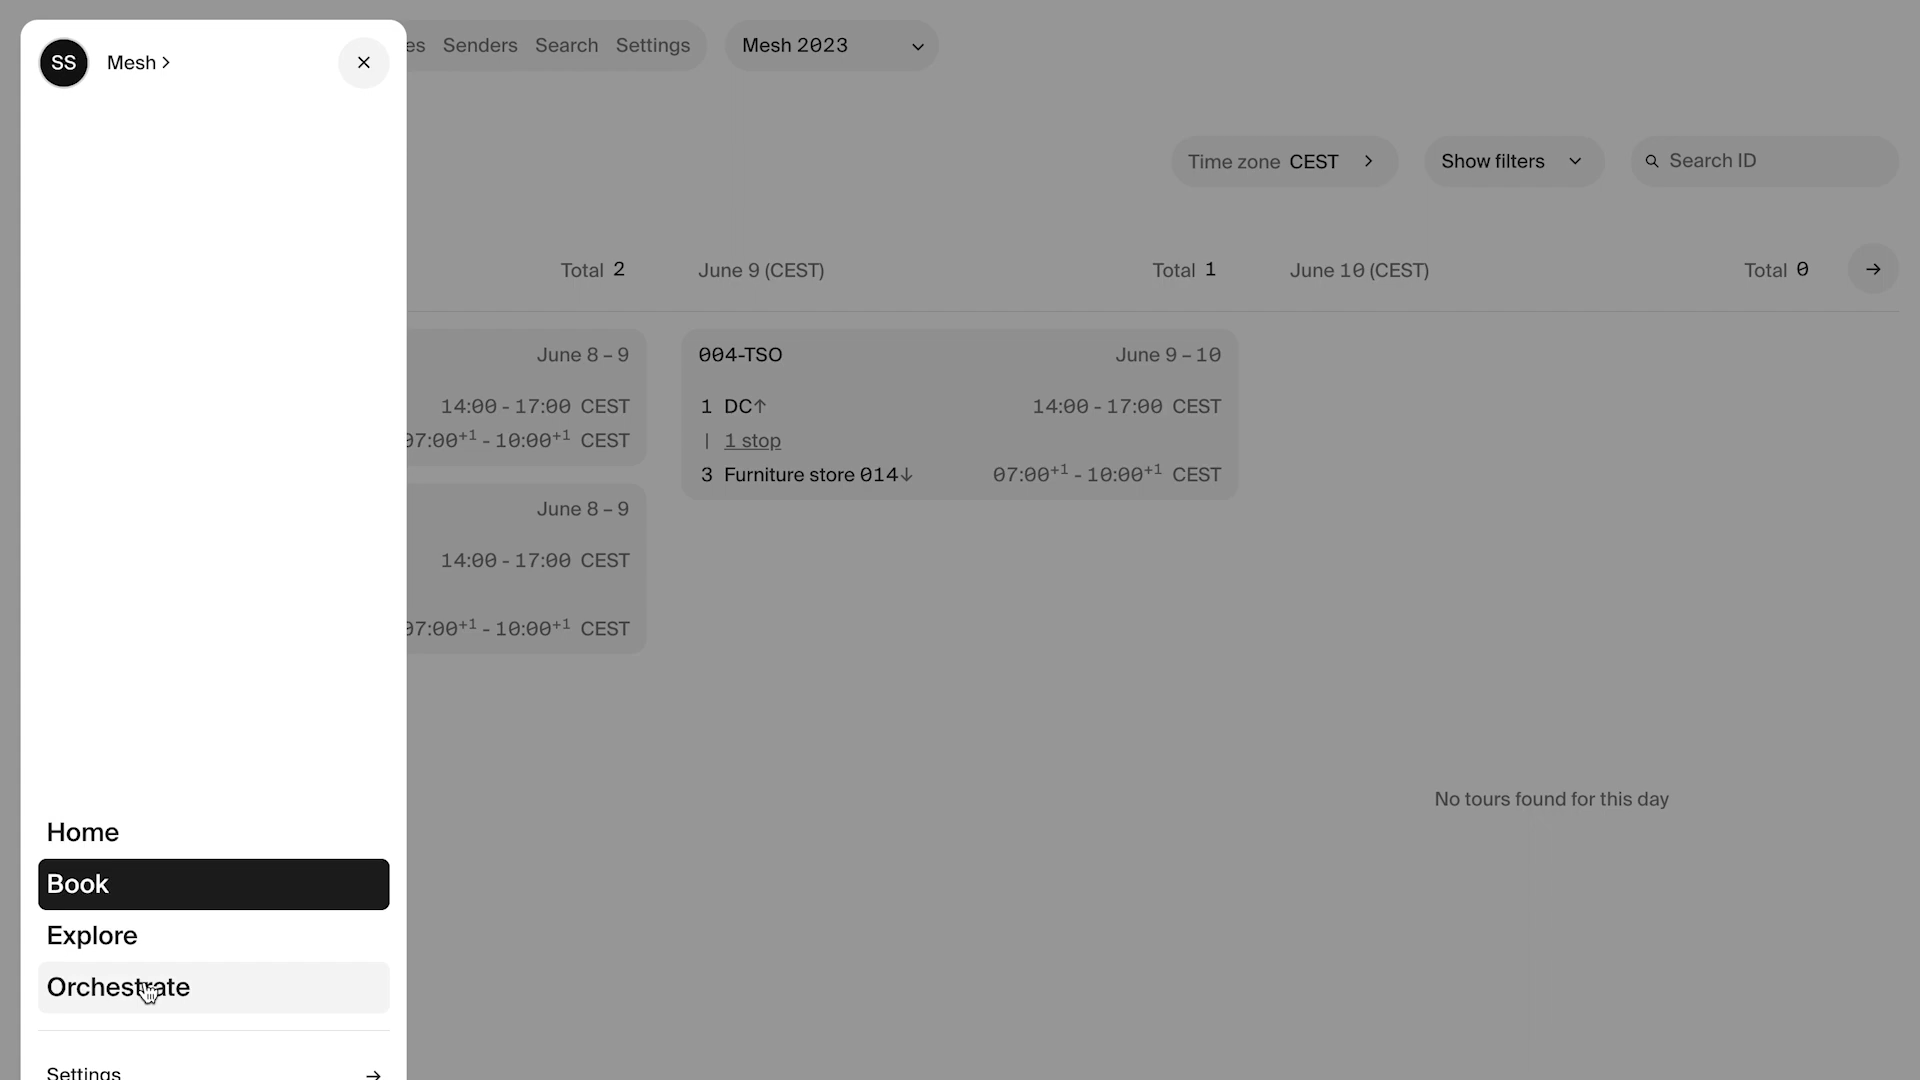 SS Mesh
es Senders Search Settings Mesh 2023
Time zone CEST Show filters Search ID
Total 2 June 9 (CEST) Total 1 June 10 (CEST) Total 0
June 8 – 9
14:00 - 17:00 CEST
07:00+1 - 10:00+1 CEST
June 8 – 9
14:00 - 17:00 CEST
07:00+1 - 10:00+1 CEST
004-TSO June 9 – 10
1 DC↑ 14:00 - 17:00 CEST
| 1 stop
3 Furniture store 014↓ 07:00+1 - 10:00+1 CEST
No tours found for this day
Home
Book
Explore
Orchestrate
Settings